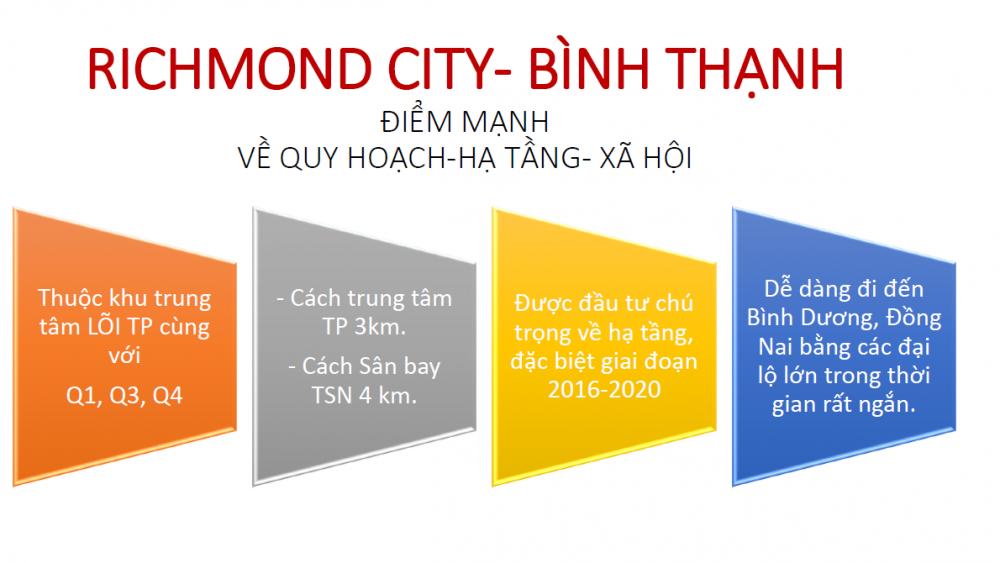 RICHMOND CITY- BÌNH THẠNH
ĐIỂM MẠNH
VỀ QUY HOẠCH-HẠ TẦNG- XÃ HỘI
Thuộc khu trung
tâm LÕI TP cùng
với
Q1, Q3, Q4
- Cách trung tâm
TP 3km.
- Cách Sân bay
TSN 4 km.
Được đầu tư chú
trọng về hạ tầng,
đặc biệt giai đoạn
2016-2020
Dễ dàng đi đến
Bình Dương, Đồng
Nai bằng các đại
lộ lớn trong thời
gian rất ngắn.